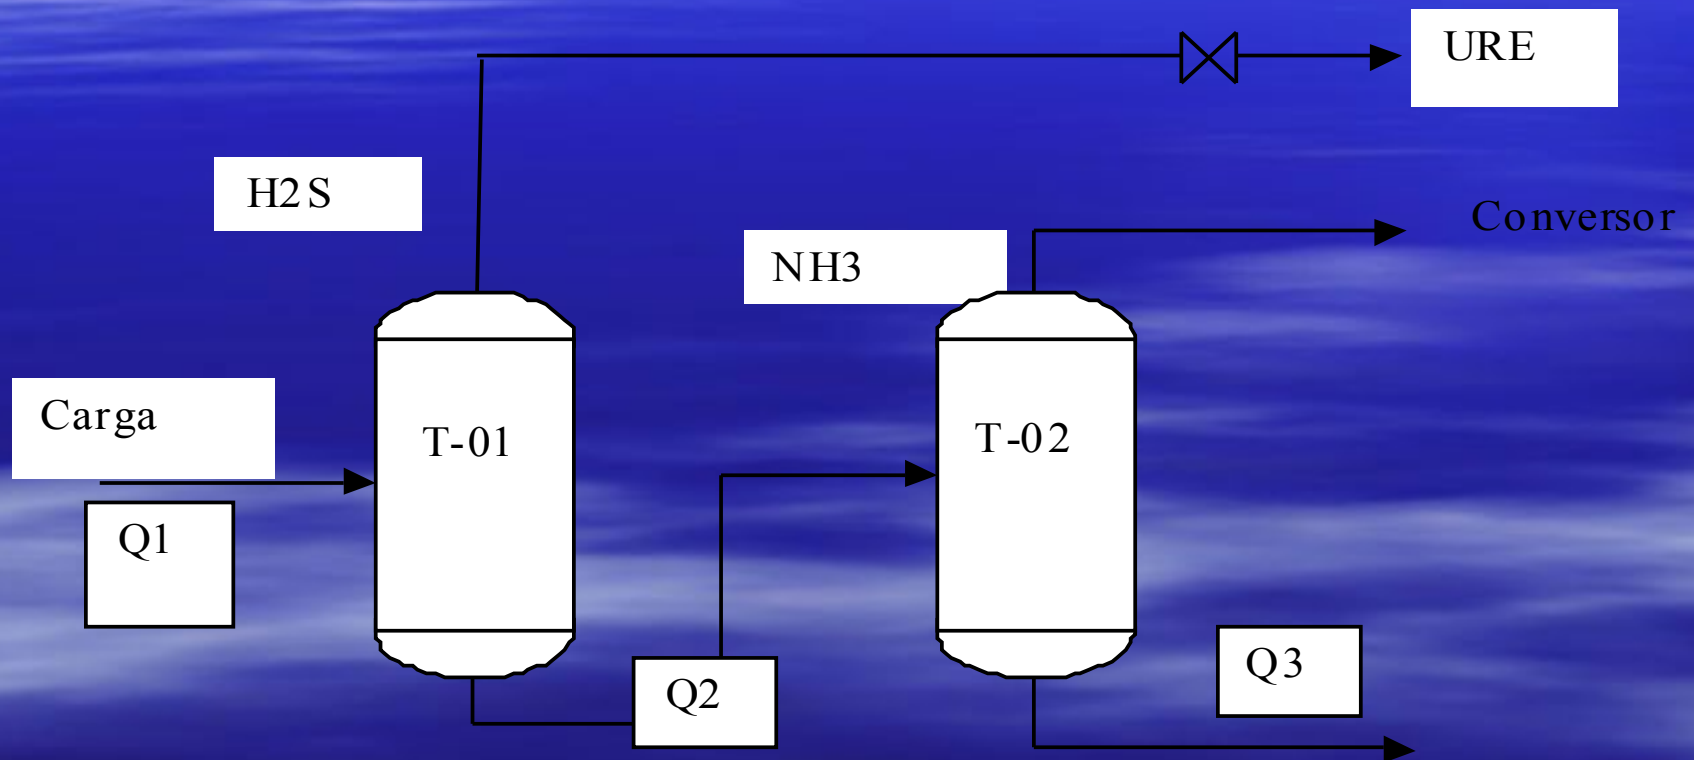 URE
H2S
Conversor
NH3
Carga
T-01
T-02
Q1
Q2
Q3